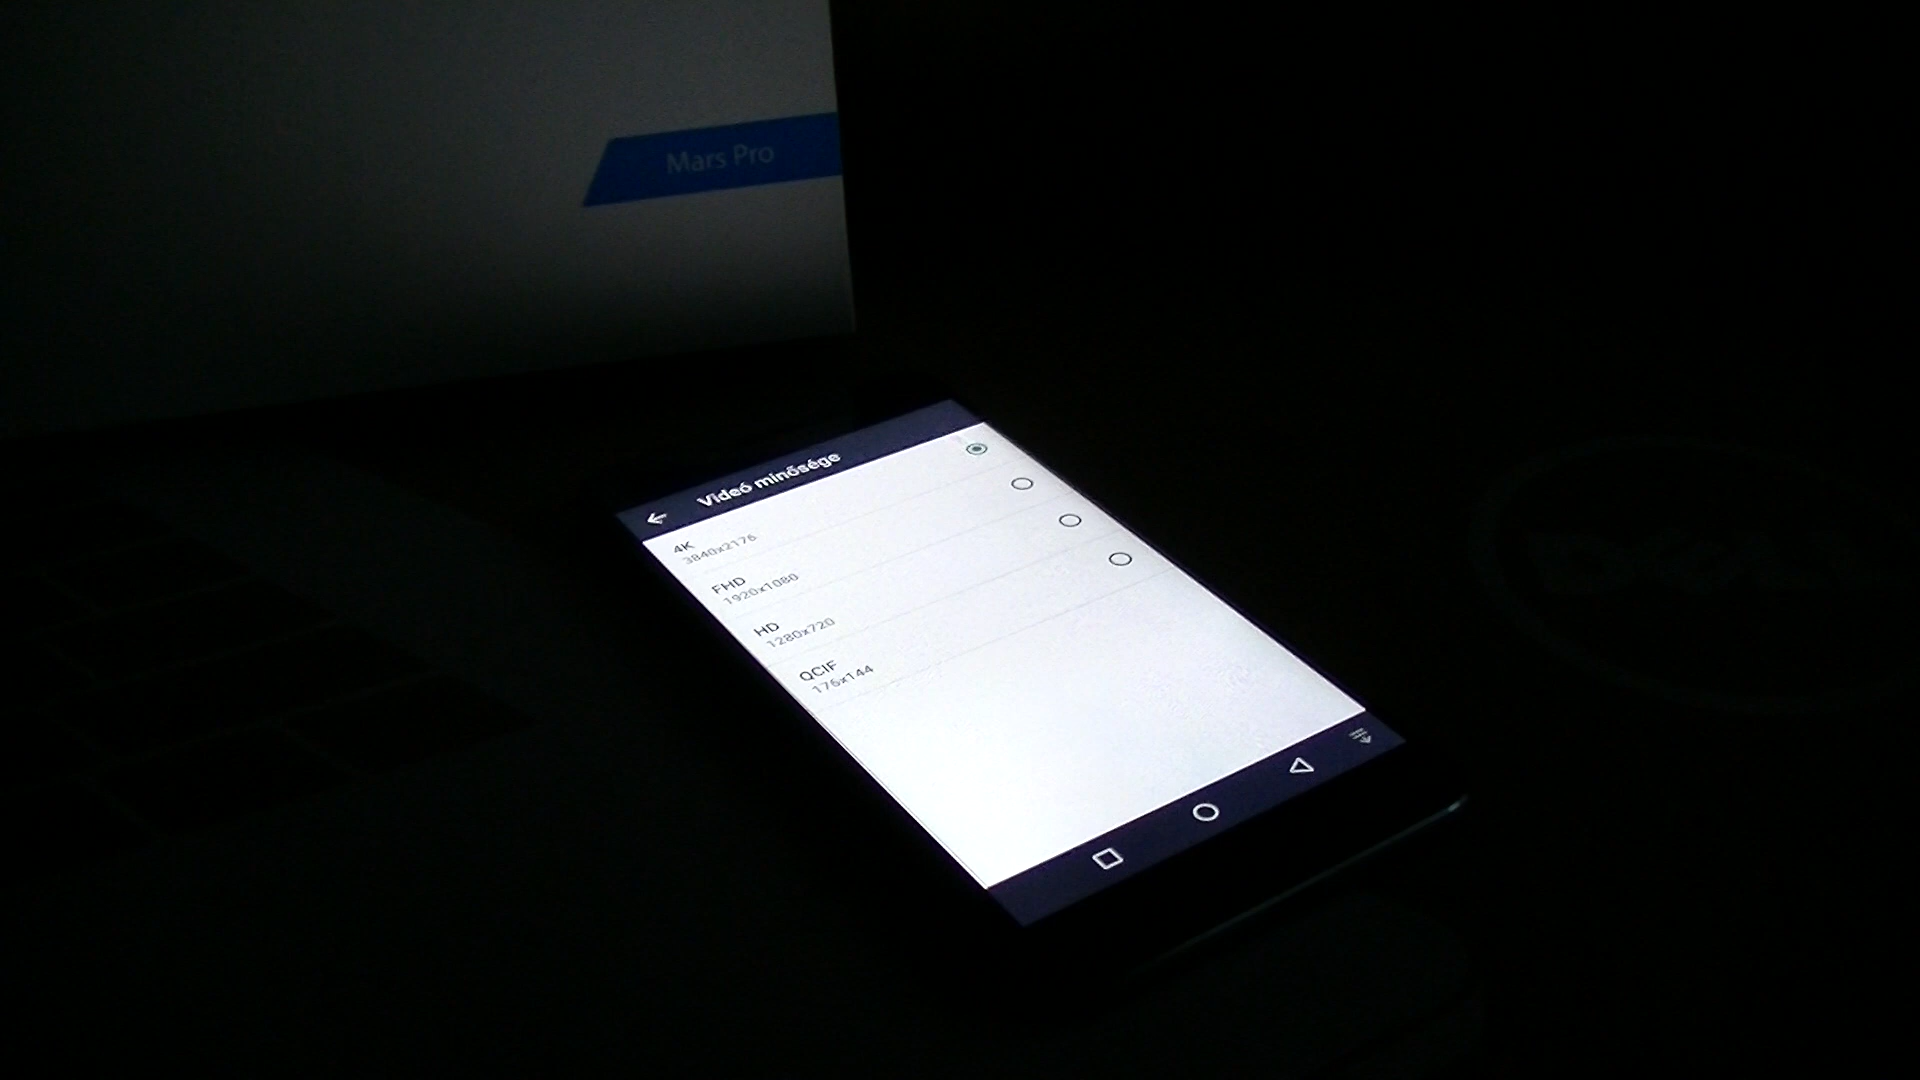 Mars Pro
Videó minősége
4K
3840x2176
FHD
1920x1080
HD
1280x720
QCIF
176x144